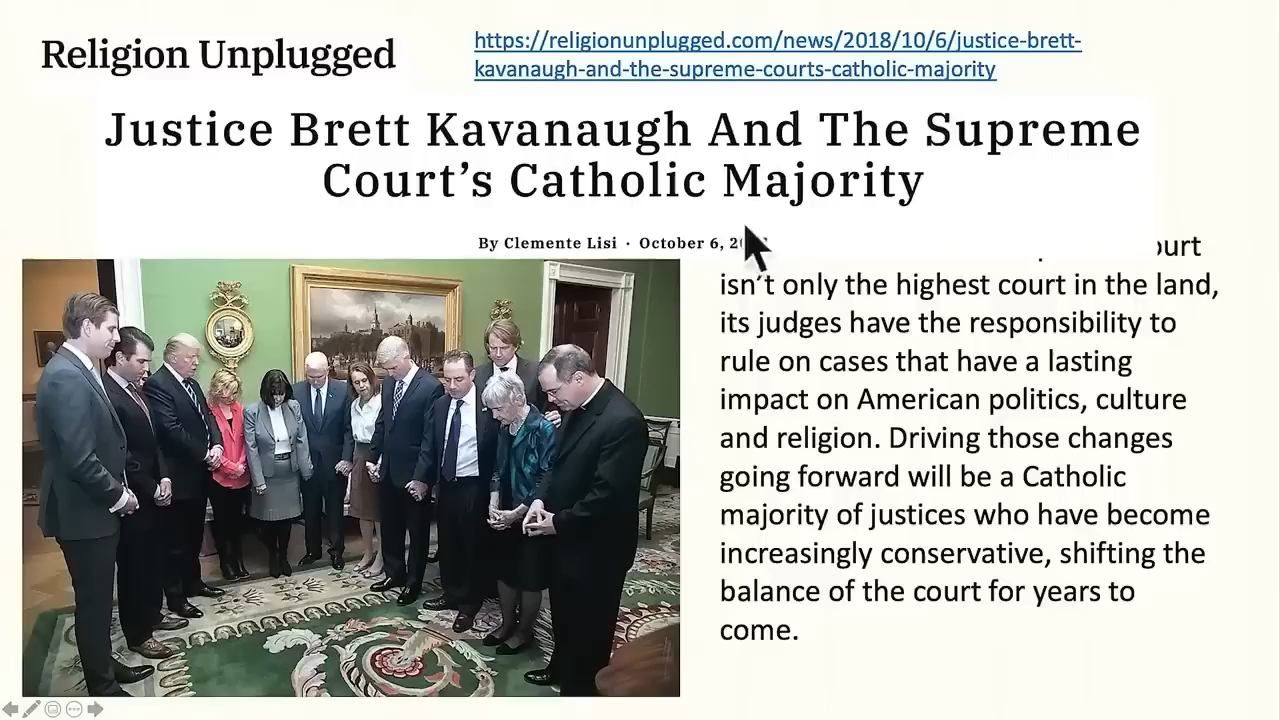 Religion Unplugged
https://religionunplugged.com/news/2018/10/6/justice-brett-
kavanaugh-and-the-supreme-courts-catholic-majority
Justice Brett Kavanaugh And The Supreme
Court’s Catholic Majority
By Clemente Lisi · October 6,
isn’t only the highest court in the land,
its judges have the responsibility to
rule on cases that have a lasting
impact on American politics, culture
and religion. Driving those changes
going forward will be a Catholic
majority of justices who have become
increasingly conservative, shifting the
balance of the court for years to
come.